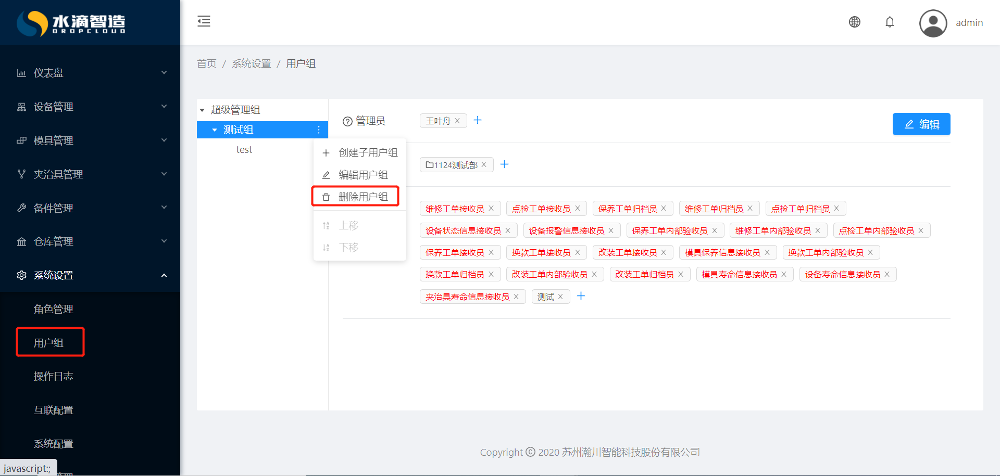 水滴智造
DROPCLOUD
admin
仪表盘
设备管理
模具管理
夹治具管理
备件管理
仓库管理
系统设置
角色管理
用户组
操作日志
互联配置
系统配置
javascript:;
首页 / 系统设置 / 用户组
超级管理组
测试组
test
创建子用户组
编辑用户组
删除用户组
上移
下移
管理员 王叶舟
编辑
1124测试部
维修工单接收员 点检工单接收员 保养工单归档员 维修工单归档员 点检工单归档员
设备状态信息接收员 设备报警信息接收员 保养工单内部验收员 维修工单内部验收员 点检工单内部验收员
保养工单接收员 换款工单接收员 改装工单接收员 模具保养信息接收员 换款工单内部验收员
换款工单归档员 改装工单内部验收员 改装工单归档员 模具寿命信息接收员 设备寿命信息接收员
夹治具寿命信息接收员 测试
Copyright © 2020 苏州瀚川智能科技股份有限公司